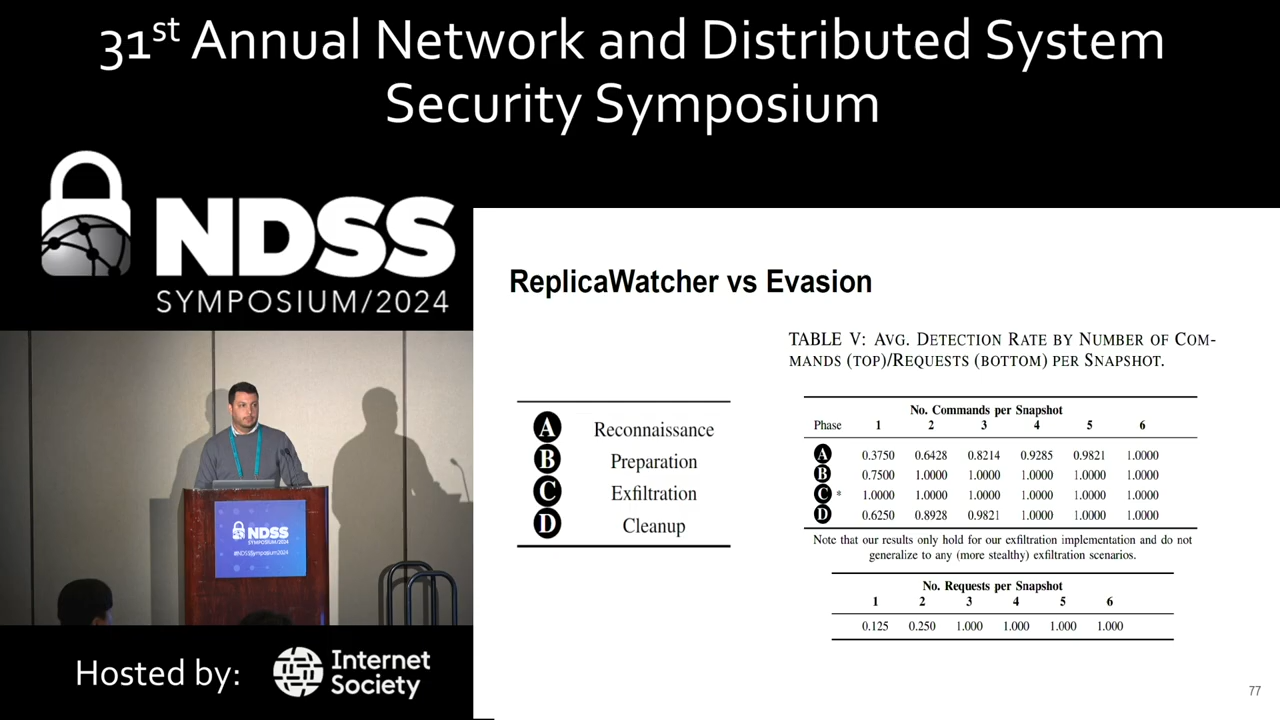 31st Annual Network and Distributed System
Security Symposium
NDSS
SYMPOSIUM/2024
NDSS
SYMPOSIUM/2024
#NDSSSymposium2024
Hosted by:
Internet
Society
ReplicaWatcher vs Evasion
A Reconnaissance
B Preparation
C Exfiltration
D Cleanup
TABLE V: AVG. DETECTION RATE BY NUMBER OF COM-
MANDS (TOP)/REQUESTS (BOTTOM) PER SNAPSHOT.
No. Commands per Snapshot
Phase 1 2 3 4 5 6
A 0.3750 0.6428 0.8214 0.9285 0.9821 1.0000
B 0.7500 1.0000 1.0000 1.0000 1.0000 1.0000
C * 1.0000 1.0000 1.0000 1.0000 1.0000 1.0000
D 0.6250 0.8928 0.9821 1.0000 1.0000 1.0000
Note that our results only hold for our exfiltration implementation and do not
generalize to any (more stealthy) exfiltration scenarios.
No. Requests per Snapshot
1 2 3 4 5 6
0.125 0.250 1.000 1.000 1.000 1.000
77